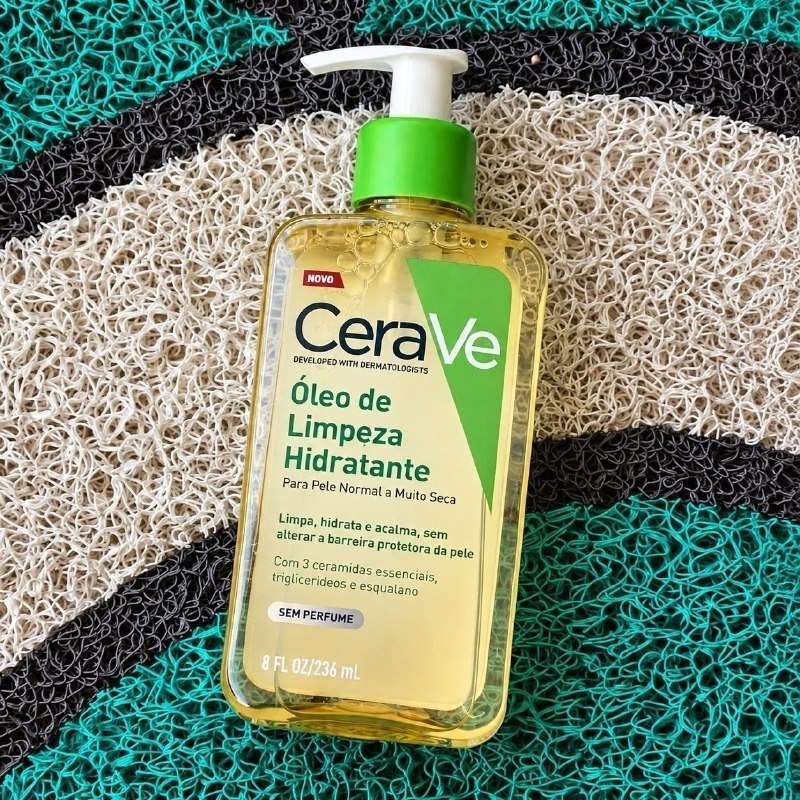 NOVO
CeraVe
DEVELOPED WITH DERMATOLOGISTS
Óleo de
Limpeza
Hidratante
Para Pele Normal a Muito Seca
Limpa, hidrata e acalma, sem
alterar a barreira protetora da pele
Com 3 ceramidas essenciais,
triglicerideos e esqualano
SEM PERFUME
8 FL OZ/236 mL